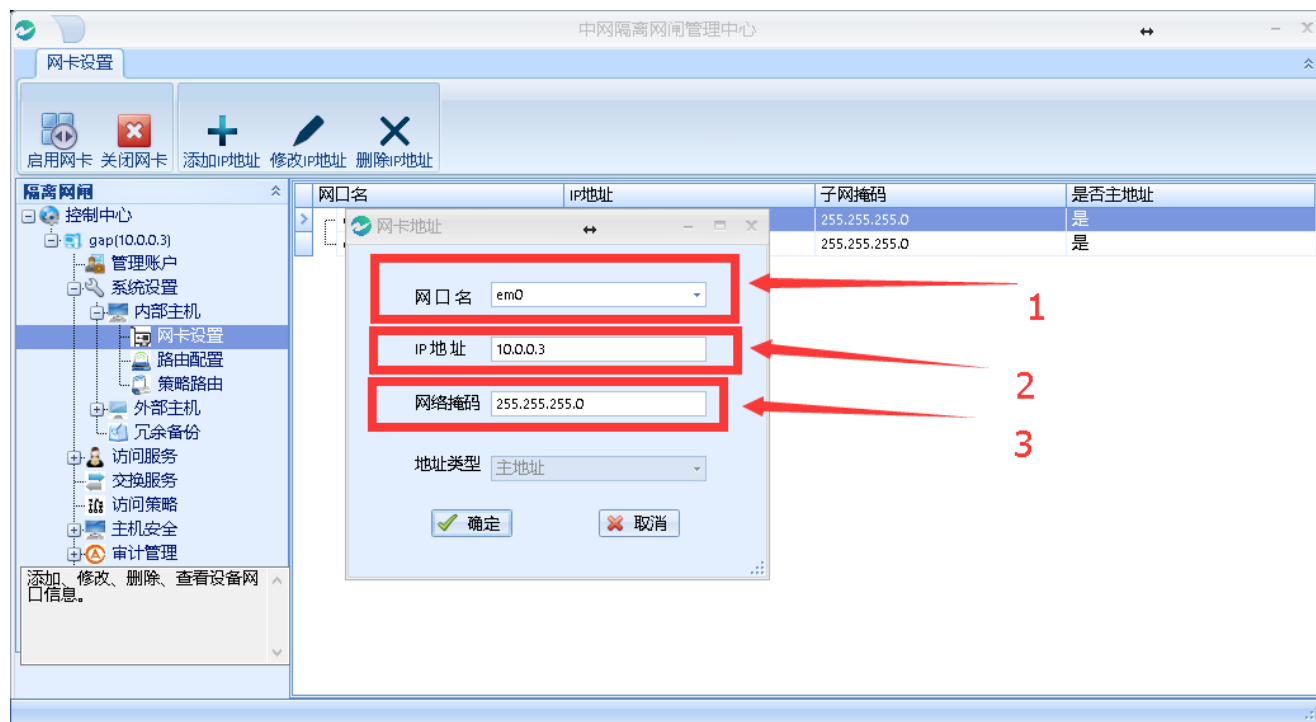 中网隔离网闸管理中心
网卡设置
启用网卡 关闭网卡 添加IP地址 修改IP地址 删除IP地址
隔离网闸
网口名 IP地址 子网掩码 是否主地址
控制中心
255.255.255.0 是
gap(10.0.0.3)
255.255.255.0 是
管理账户
系统设置
内部主机
网卡设置
路由配置
策略路由
外部主机
冗余备份
访问服务
交换服务
访问策略
主机安全
审计管理
添加、修改、删除、查看设备网
口信息。
网卡地址
网口名 em0
1
IP地址 10.0.0.3
2
网络掩码 255.255.255.0
3
地址类型 主地址
确定 取消